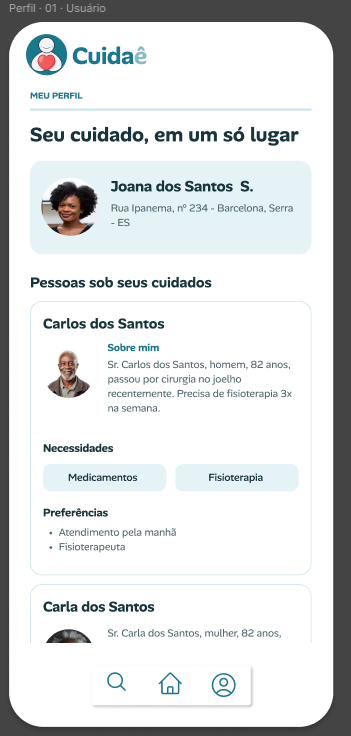 Perfil · 01 · Usuário
Cuidaê
MEU PERFIL
Seu cuidado, em um só lugar
Joana dos Santos S.
Rua Ipanema, nº 234 - Barcelona, Serra
- ES
Pessoas sob seus cuidados
Carlos dos Santos
Sobre mim
Sr. Carlos dos Santos, homem, 82 anos,
passou por cirurgia no joelho
recentemente. Precisa de fisioterapia 3x
na semana.
Necessidades
Medicamentos
Fisioterapia
Preferências
• Atendimento pela manhã
• Fisioterapeuta
Carla dos Santos
Sr. Carla dos Santos, mulher, 82 anos,